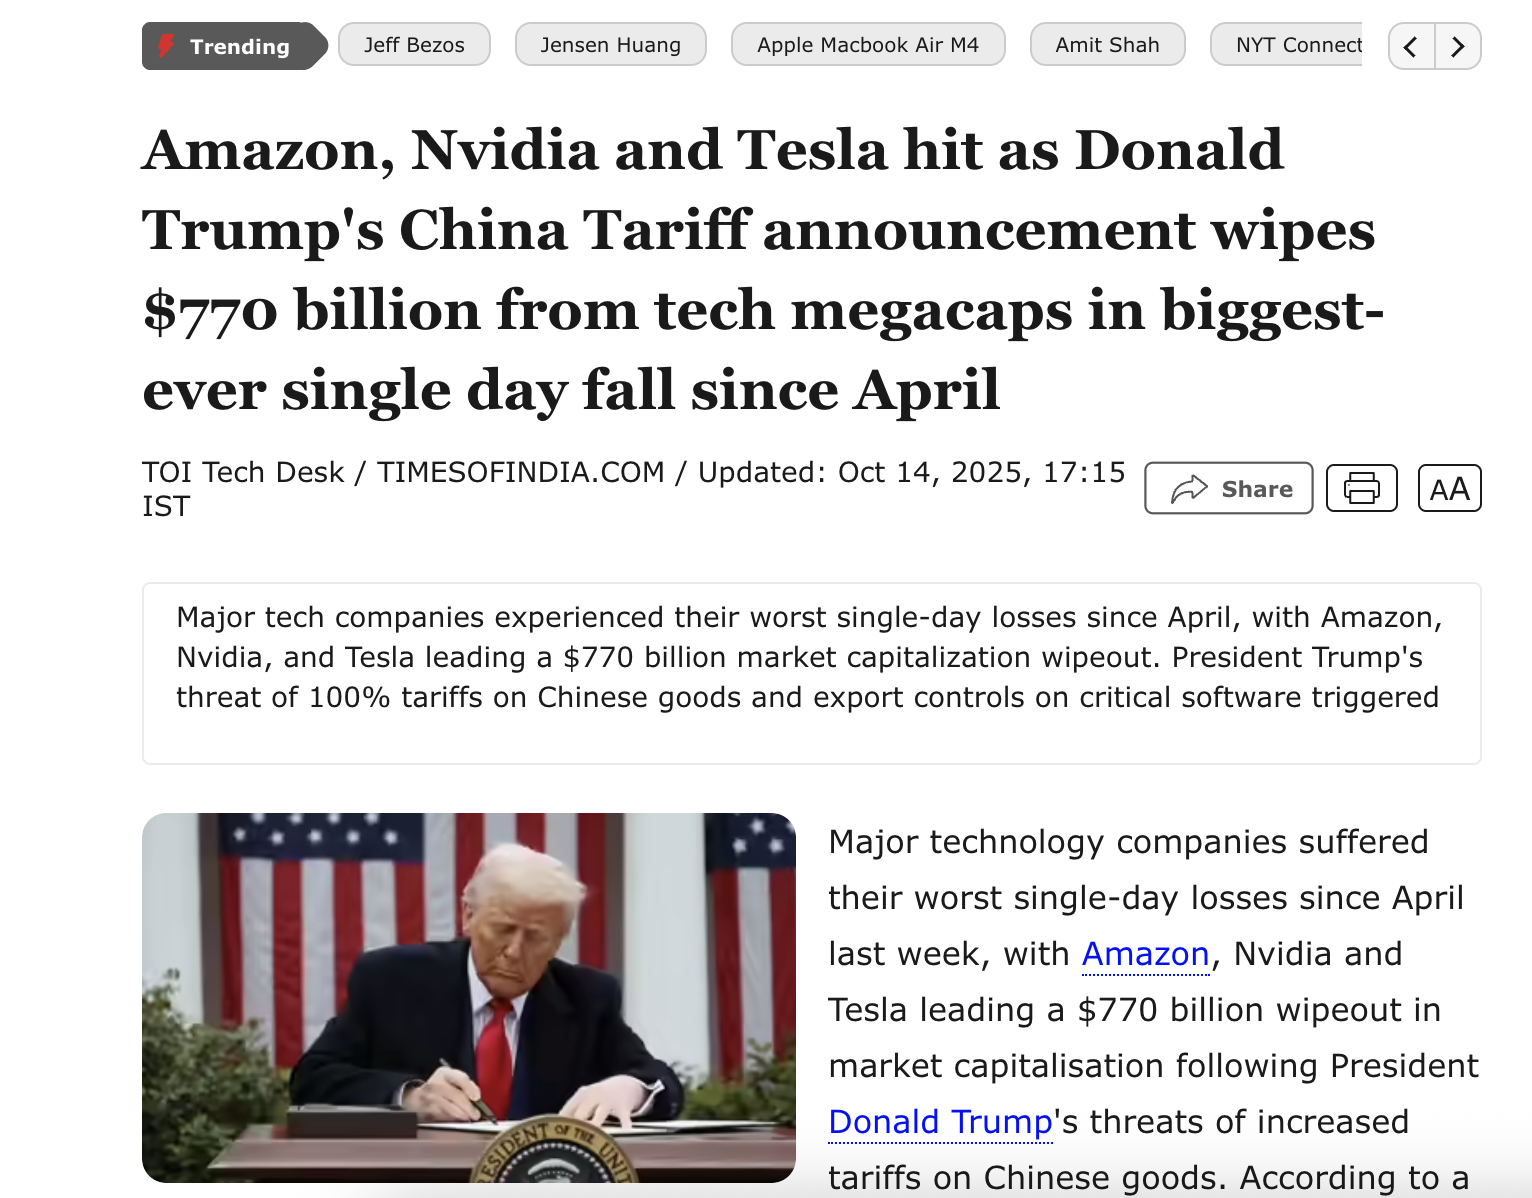 Trending
Jeff Bezos
Jensen Huang
Apple Macbook Air M4
Amit Shah
NYT Connect
Amazon, Nvidia and Tesla hit as Donald
Trump's China Tariff announcement wipes
$770 billion from tech megacaps in biggest-
ever single day fall since April
TOI Tech Desk / TIMESOFINDIA.COM / Updated: Oct 14, 2025, 17:15
IST
Share
AA
Major tech companies experienced their worst single-day losses since April, with Amazon,
Nvidia, and Tesla leading a $770 billion market capitalization wipeout. President Trump's
threat of 100% tariffs on Chinese goods and export controls on critical software triggered
Major technology companies suffered
their worst single-day losses since April
last week, with Amazon, Nvidia and
Tesla leading a $770 billion wipeout in
market capitalisation following President
Donald Trump's threats of increased
tariffs on Chinese goods. According to a
ESIDENT OF THE UN